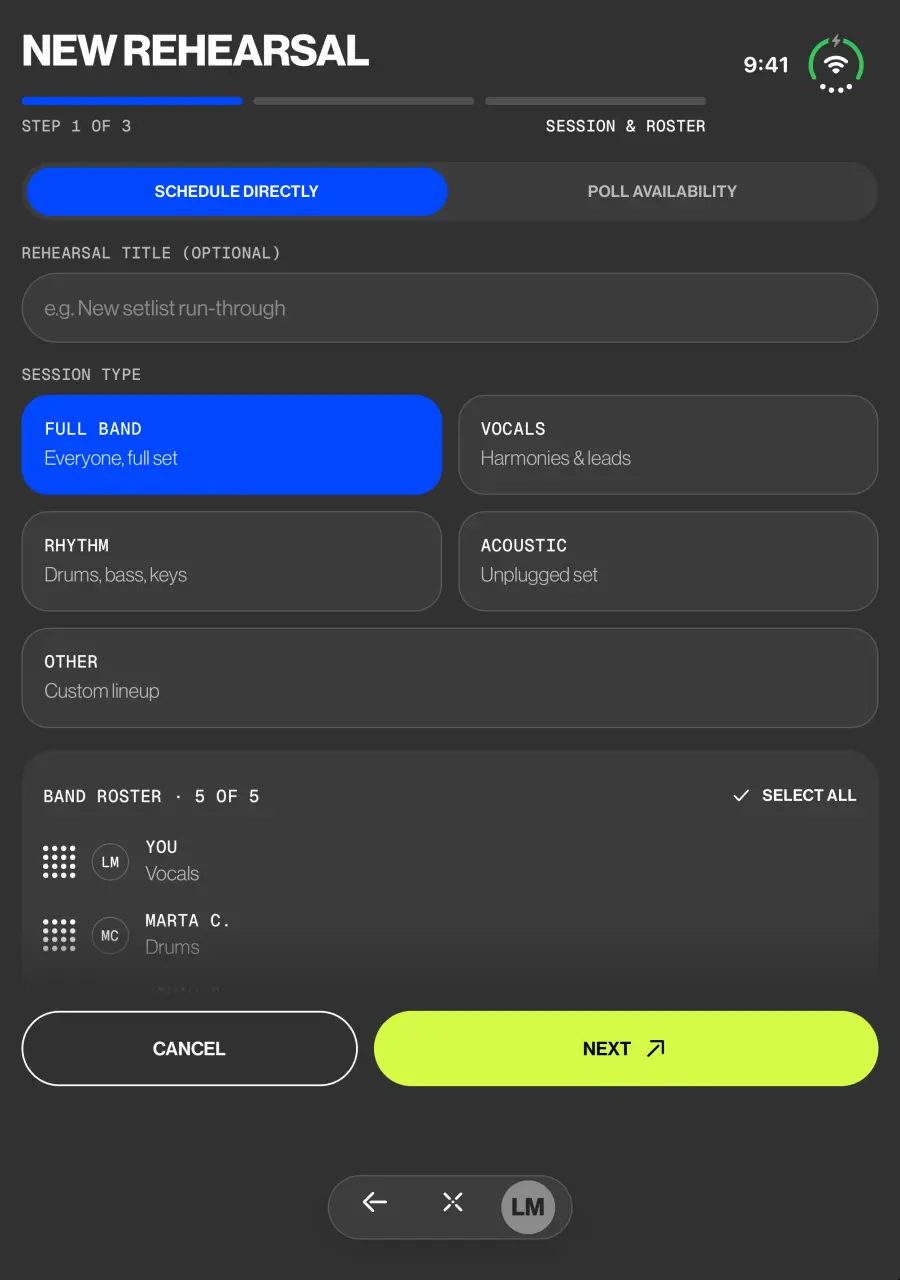 NEW REHEARSAL
9:41
STEP 1 OF 3
SESSION & ROSTER
SCHEDULE DIRECTLY
POLL AVAILABILITY
REHEARSAL TITLE (OPTIONAL)
e.g. New setlist run-through
SESSION TYPE
FULL BAND
Everyone, full set
VOCALS
Harmonies & leads
RHYTHM
Drums, bass, keys
ACOUSTIC
Unplugged set
OTHER
Custom lineup
BAND ROSTER · 5 OF 5
SELECT ALL
LM
YOU
Vocals
MC
MARTA C.
Drums
CANCEL
NEXT
LM